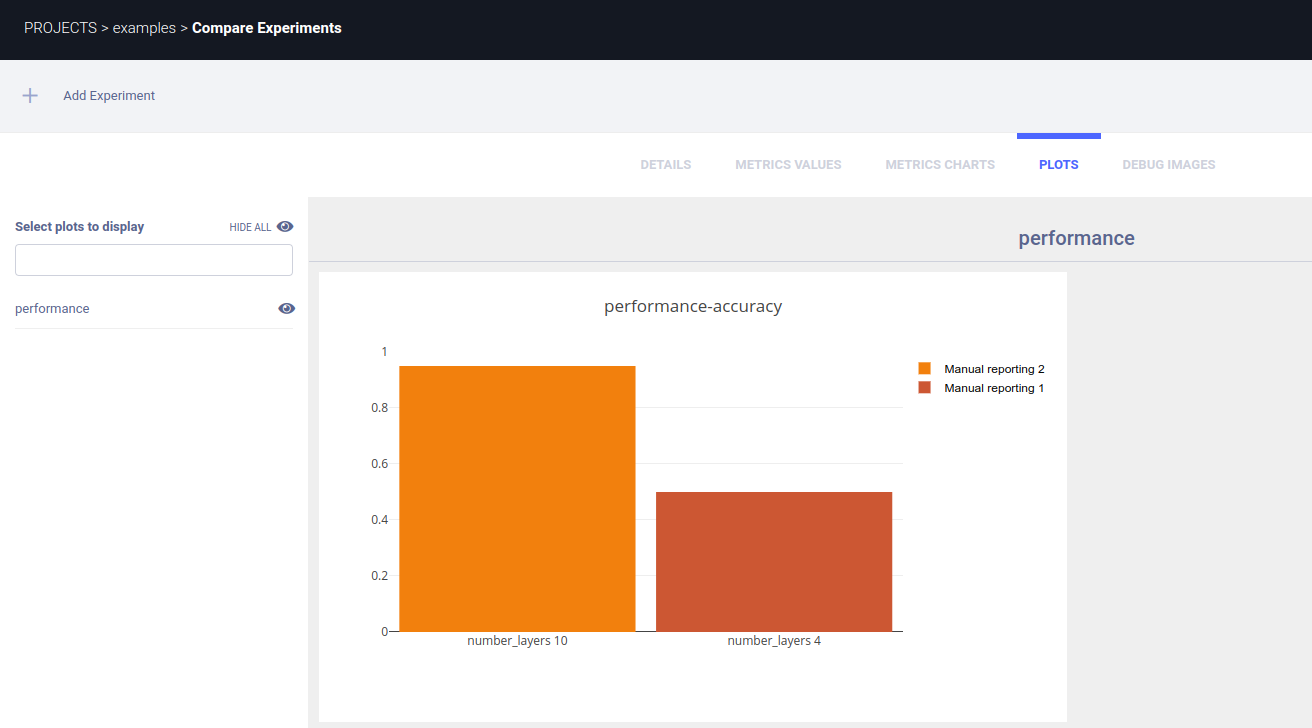 PROJECTS > examples > Compare Experiments
Add Experiment
DETAILS METRICS VALUES METRICS CHARTS PLOTS DEBUG IMAGES
Select plots to display HIDE ALL
performance
performance
performance-accuracy
1
0.8
0.6
0.4
0.2
0
number_layers 10 number_layers 4
Manual reporting 2
Manual reporting 1